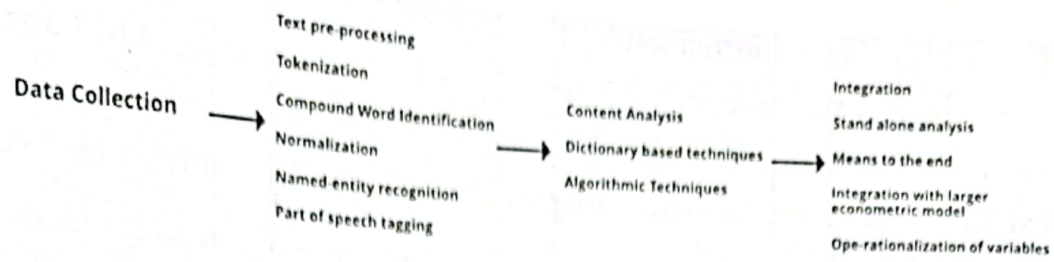 Data Collection
Text pre-processing
Tokenization
Compound Word Identification
Normalization
Named-entity recognition
Part of speech tagging
Content Analysis
Dictionary based techniques
Algorithmic Techniques
Integration
Stand alone analysis
Means to the end
Integration with larger
econometric model
Ope-rationalization of variables